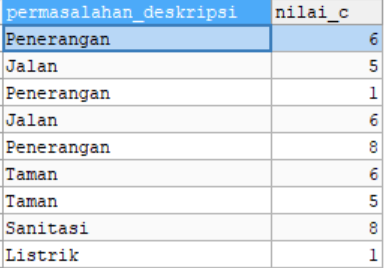 permasalahan_deskripsi nilai_c
Penerangan 6
Jalan 5
Penerangan 1
Jalan 6
Penerangan 8
Taman 6
Taman 5
Sanitasi 8
Listrik 1